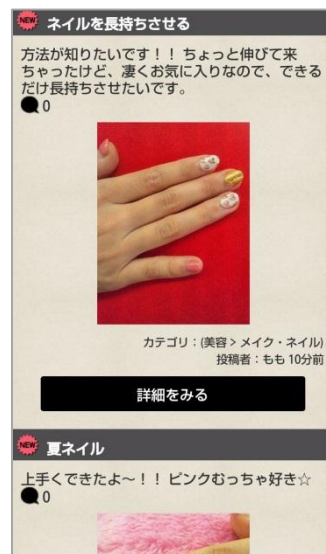 NEW ネイルを長持ちさせる
方法が知りたいです！！ ちょっと伸びて来
ちゃったけど、凄くお気に入りなので、できる
だけ長持ちさせたいです。
0
カテゴリ：(美容 > メイク・ネイル)
投稿者：もも 10分前
詳細をみる
NEW 夏ネイル
上手くできたよ～！！ ピンクむっちゃ好き☆
0